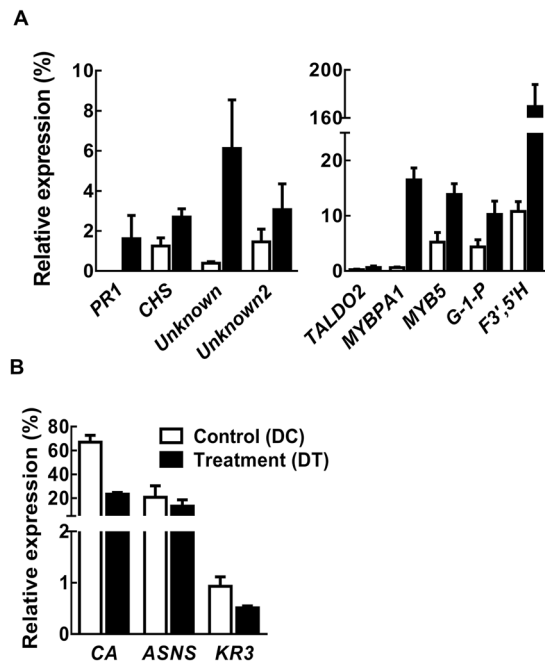 A
Relative expression (%)
10
8
6
4
2
0
PR1
CHS
Unknown
Unknown2
200
160
20
10
0
TALDO2
MYBPA1
MYB5
G-1-P
F3',5'H
B
Relative expression (%)
80
60
40
20
2
1
0
Control (DC)
Treatment (DT)
CA
ASNS
KR3